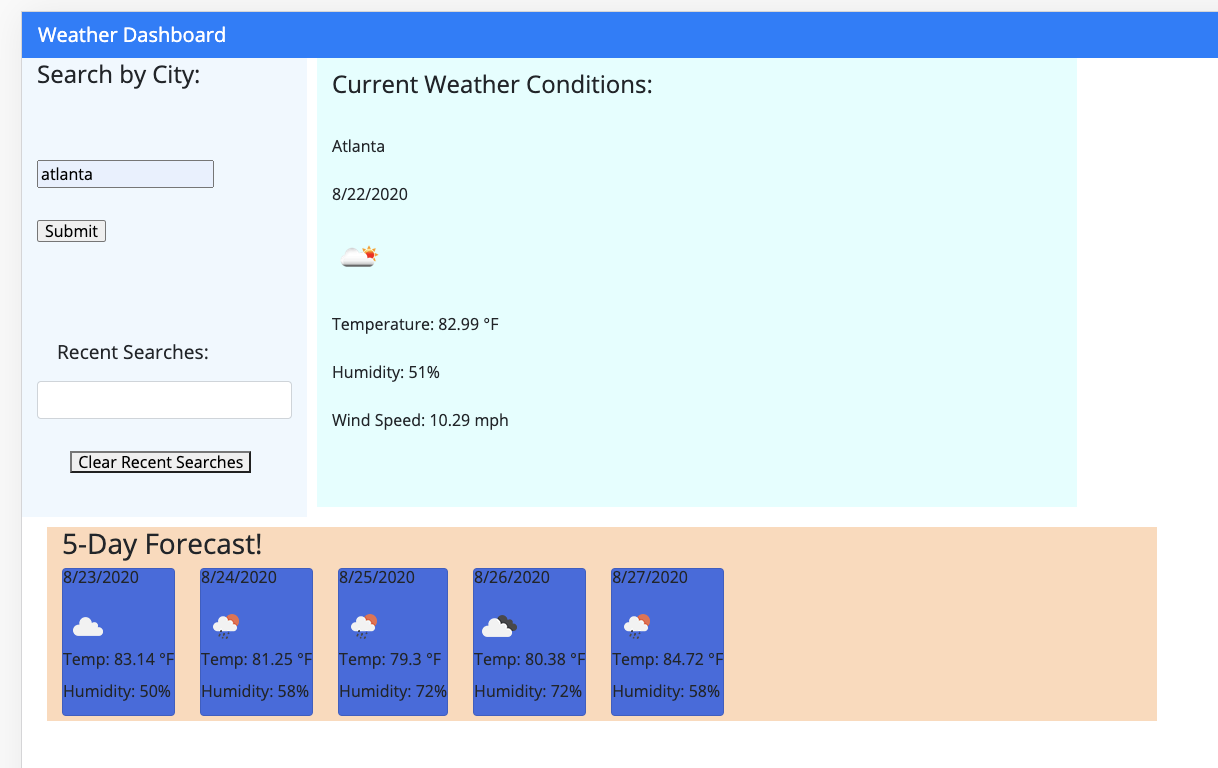 Weather Dashboard
Search by City:
atlanta
Submit
Recent Searches:
Clear Recent Searches
Current Weather Conditions:
Atlanta
8/22/2020
Temperature: 82.99 °F
Humidity: 51%
Wind Speed: 10.29 mph
5-Day Forecast!
8/23/2020
Temp: 83.14 °F
Humidity: 50%
8/24/2020
Temp: 81.25 °F
Humidity: 58%
8/25/2020
Temp: 79.3 °F
Humidity: 72%
8/26/2020
Temp: 80.38 °F
Humidity: 72%
8/27/2020
Temp: 84.72 °F
Humidity: 58%